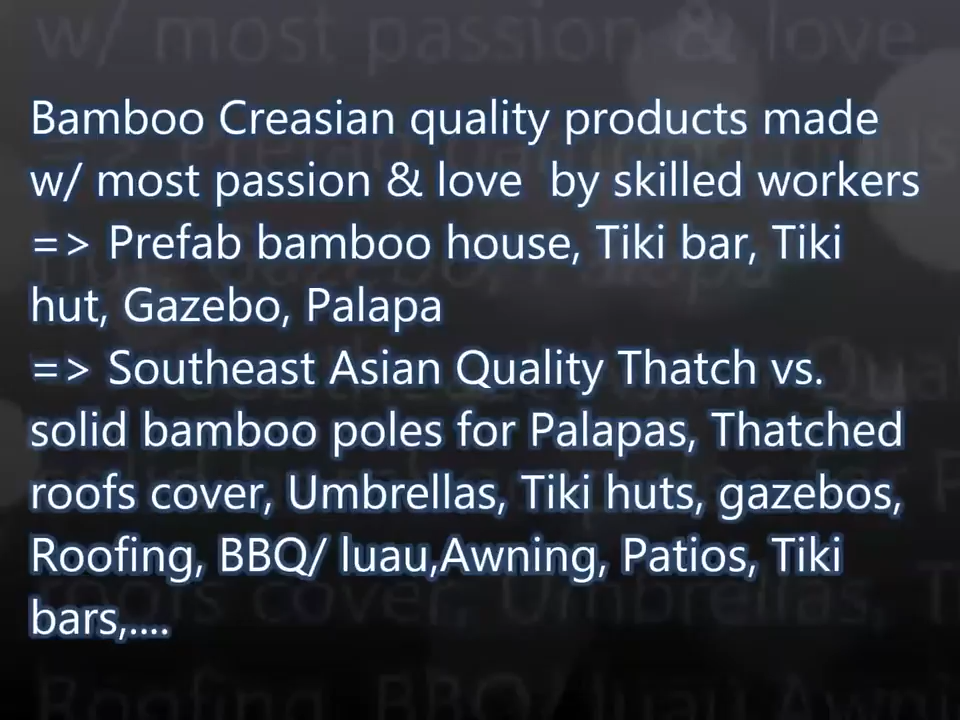 Bamboo Creasian quality products made
w/ most passion & love  by skilled workers
=> Prefab bamboo house, Tiki bar, Tiki
hut, Gazebo, Palapa
=> Southeast Asian Quality Thatch vs.
solid bamboo poles for Palapas, Thatched
roofs cover, Umbrellas, Tiki huts, gazebos,
Roofing, BBQ/ luau,Awning, Patios, Tiki
bars,....